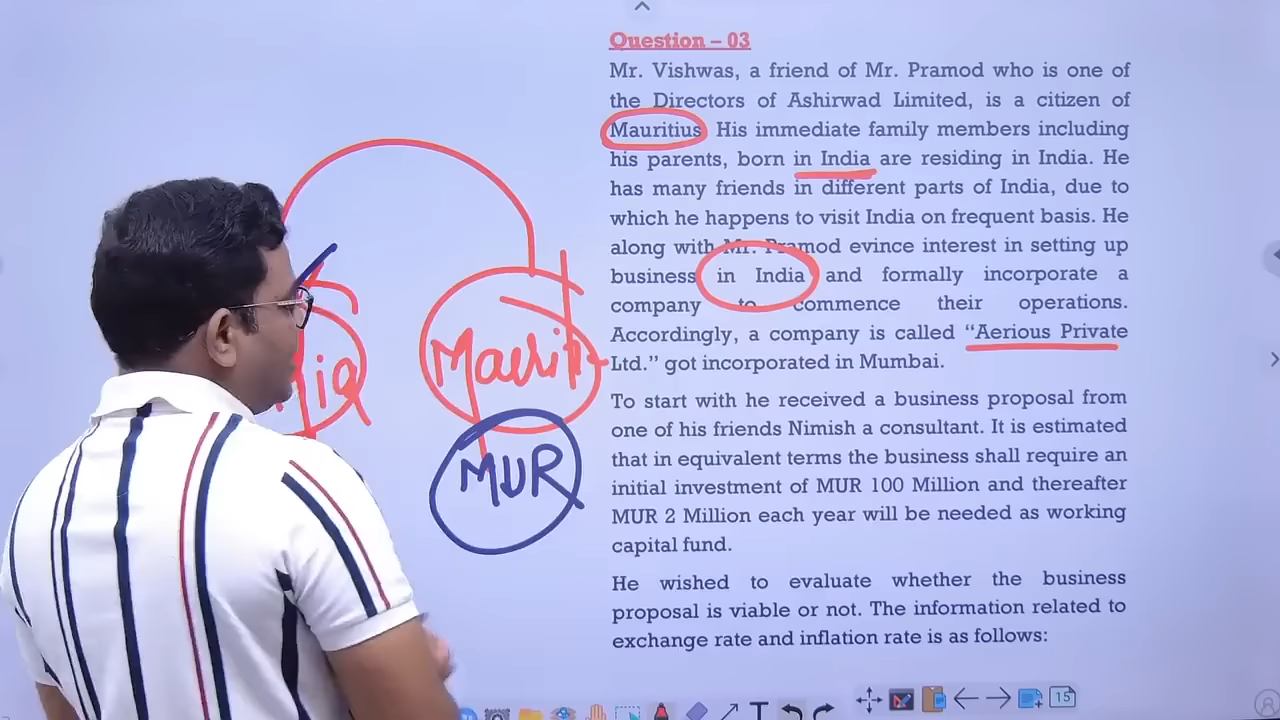 Question – 03
Mr. Vishwas, a friend of Mr. Pramod who is one of
the Directors of Ashirwad Limited, is a citizen of
Mauritius. His immediate family members including
his parents, born in India are residing in India. He
has many friends in different parts of India, due to
which he happens to visit India on frequent basis. He
along with Mr. Pramod evince interest in setting up
business in India and formally incorporate a
company to commence their operations.
Accordingly, a company is called “Aerious Private
Ltd.” got incorporated in Mumbai.
To start with he received a business proposal from
one of his friends Nimish a consultant. It is estimated
that in equivalent terms the business shall require an
initial investment of MUR 100 Million and thereafter
MUR 2 Million each year will be needed as working
capital fund.
He wished to evaluate whether the business
proposal is viable or not. The information related to
exchange rate and inflation rate is as follows:
MUR
T
15